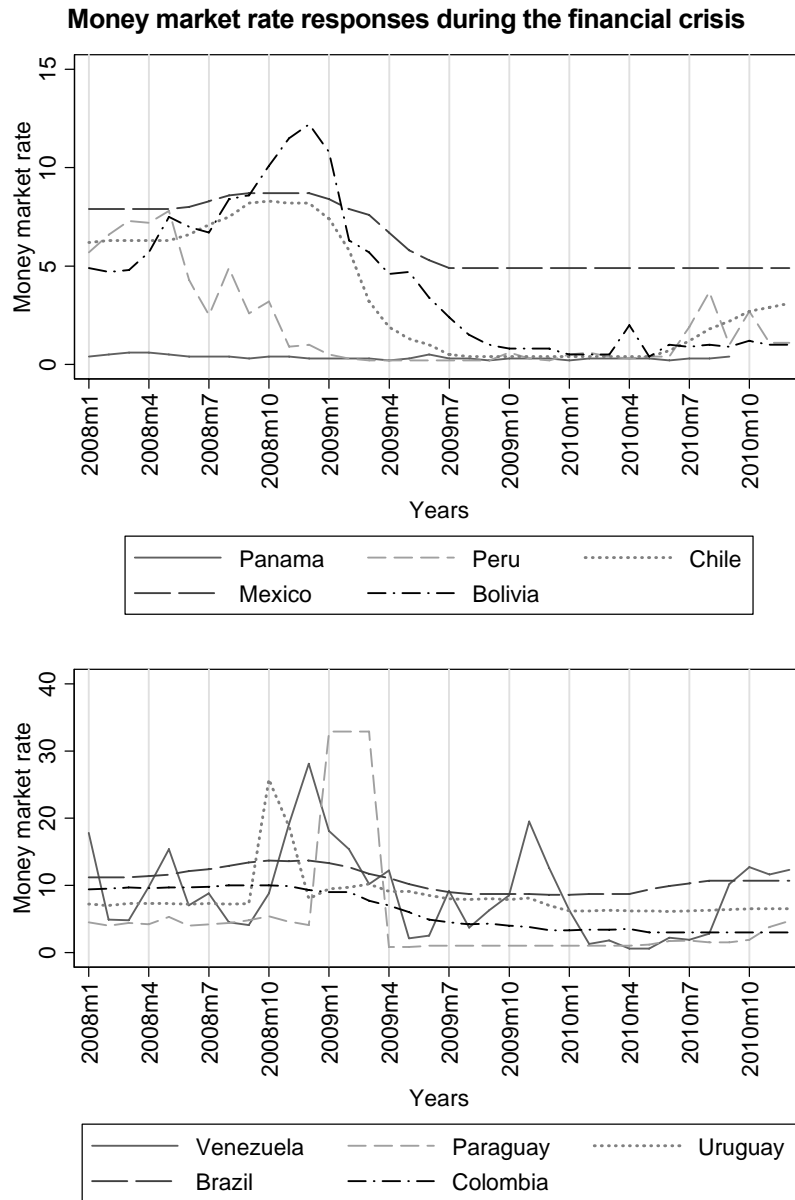 Money market rate responses during the financial crisis
15
10
5
0
Money market rate
2008m1
2008m4
2008m7
2008m10
2009m1
2009m4
2009m7
2009m10
2010m1
2010m4
2010m7
2010m10
Years
Panama Peru Chile
Mexico Bolivia
40
30
20
10
0
Money market rate
2008m1
2008m4
2008m7
2008m10
2009m1
2009m4
2009m7
2009m10
2010m1
2010m4
2010m7
2010m10
Years
Venezuela Paraguay Uruguay
Brazil Colombia